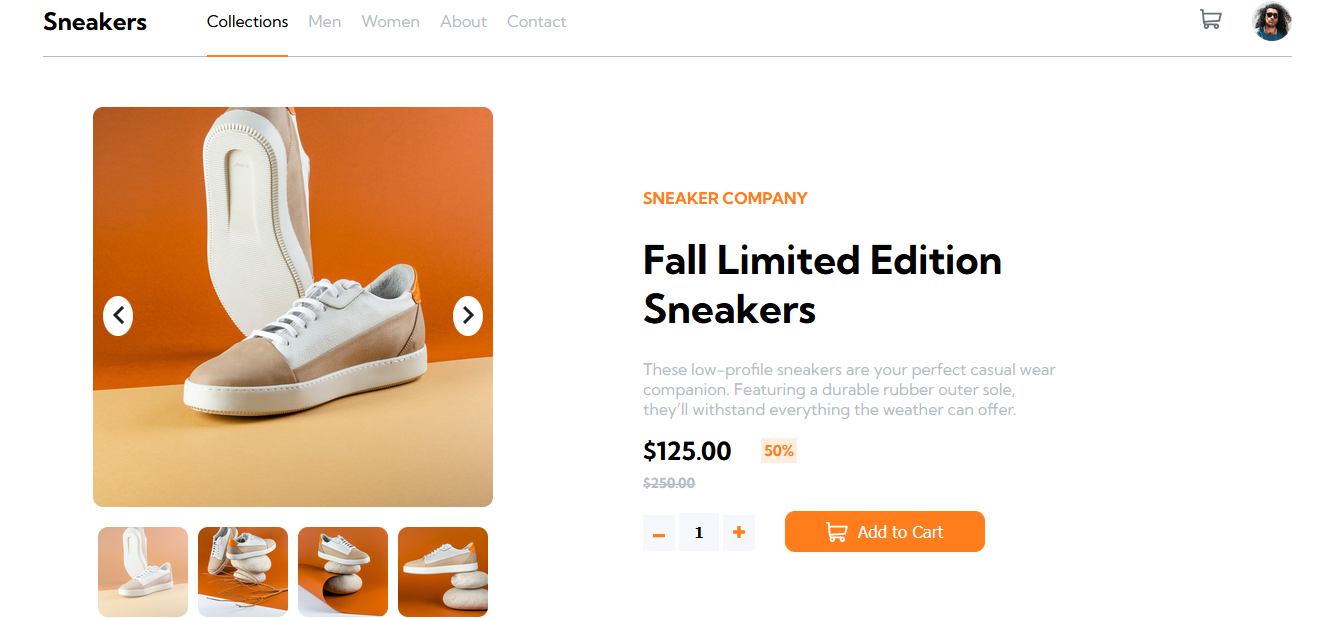 Sneakers
Collections Men Women About Contact
SNEAKER COMPANY
Fall Limited Edition
Sneakers
These low-profile sneakers are your perfect casual wear
companion. Featuring a durable rubber outer sole,
they’ll withstand everything the weather can offer.
$125.00 50%
$250.00
- 1 + Add to Cart